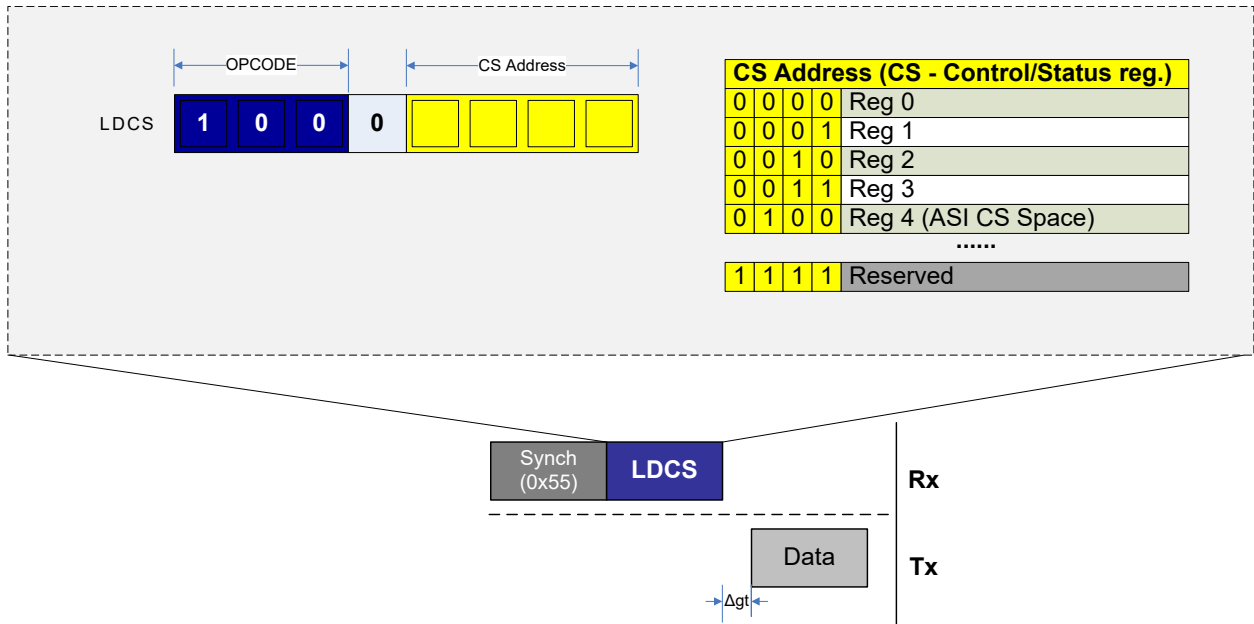 OPCODE
CS Address
LDCS
1 0 0 0
CS Address (CS - Control/Status reg.)
0 0 0 0 Reg 0
0 0 0 1 Reg 1
0 0 1 0 Reg 2
0 0 1 1 Reg 3
0 1 0 0 Reg 4 (ASI CS Space)
......
1 1 1 1 Reserved
Synch
(0x55)
LDCS
Rx
Data
Tx
Δgt